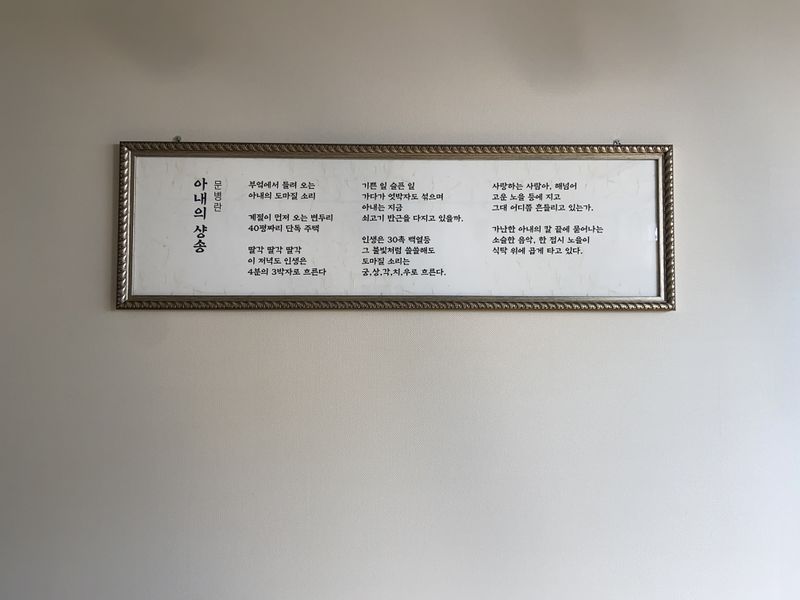 아내의 샹송
문병란
부엌에서 들려 오는
아내의 도마질 소리
계절이 먼저 오는 변두리
40평짜리 단독 주택
딸각 딸각 딸각
이 저녁도 인생은
4분의 3박자로 흐른다
기쁜 일 슬픈 일
가다가 엇박자도 섞으며
아내는 지금
쇠고기 반근을 다지고 있을까.
인생은 30촉 백열등
그 불빛처럼 쓸쓸해도
도마질 소리는
궁,상,각,치,우로 흐른다.
사랑하는 사람아, 해넘어
고운 노을 등에 지고
그대 어디쯤 흔들리고 있는가.
가난한 아내의 칼 끝에 묻어나는
소슬한 음악, 한 접시 노을이
식탁 위에 곱게 타고 있다.